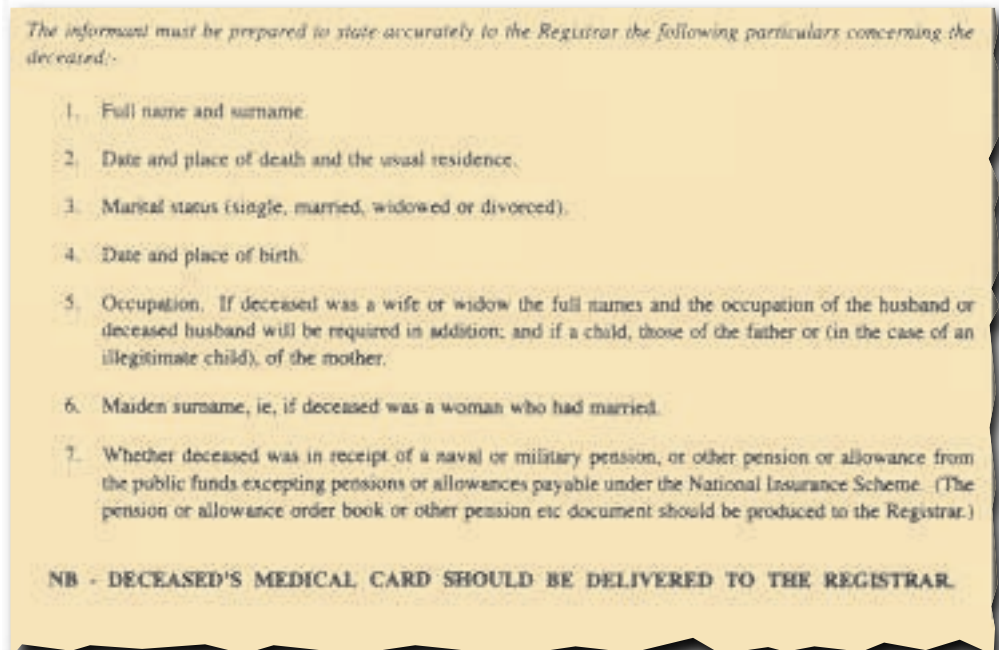 The informant must be prepared to state accurately to the Registrar the following particulars concerning the
deceased:-
1. Full name and surname.
2. Date and place of death and the usual residence.
3. Marital status (single, married, widowed or divorced).
4. Date and place of birth.
5. Occupation. If deceased was a wife or widow the full names and the occupation of the husband or
deceased husband will be required in addition; and if a child, those of the father or (in the case of an
illegitimate child), of the mother.
6. Maiden surname, ie, if deceased was a woman who had married.
7. Whether deceased was in receipt of a naval or military pension, or other pension or allowance from
the public funds excepting pensions or allowances payable under the National Insurance Scheme. (The
pension or allowance order book or other pension etc document should be produced to the Registrar.)
NB - DECEASED'S MEDICAL CARD SHOULD BE DELIVERED TO THE REGISTRAR.